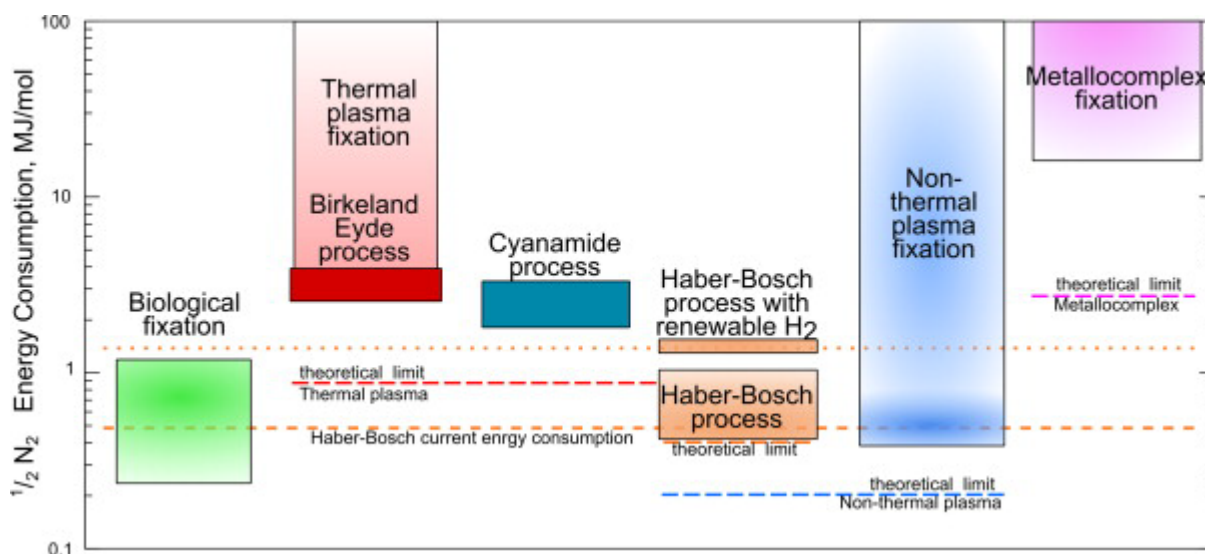 ½ N₂ Energy Consumption, MJ/mol
100
10
1
0.1
Biological
fixation
Thermal
plasma
fixation
Birkeland
Eyde
process
theoretical limit
Thermal plasma
Haber-Bosch current enrgy consumption
Cyanamide
process
Haber-Bosch
process with
renewable H₂
Haber-Bosch
process
theoretical limit
Non-
thermal
plasma
fixation
theoretical limit
Non-thermal plasma
Metallocomplex
fixation
theoretical limit
Metallocomplex